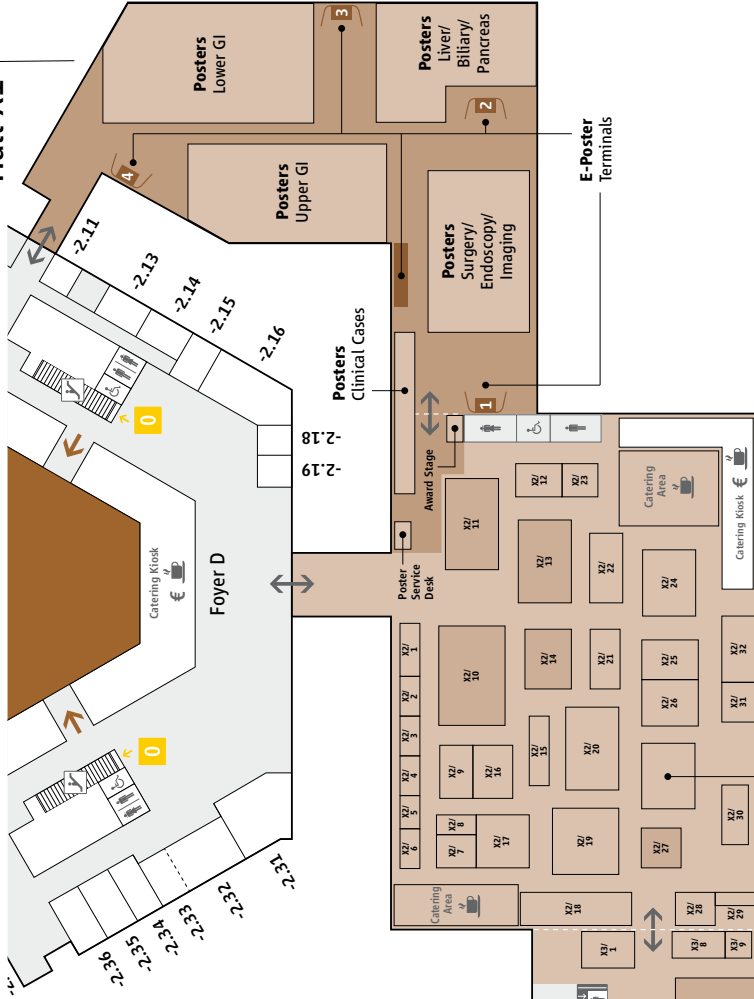 Hall X2
3
Posters
Lower GI
Posters
Liver/
Biliary/
Pancreas
2
4
Posters
Upper GI
E-Poster
Terminals
Posters
Surgery/
Endoscopy/
Imaging
-2.11
-2.13
-2.14
-2.15
-2.16
Posters
Clinical Cases
0
-2.18
-2.19
1
Award Stage
Catering Kiosk
€
Foyer D
Poster
Service
Desk
X2/
11
X2/
12
X2/
23
Catering
Area
Catering Kiosk €
X2/
13
X2/
22
X2/
24
X2/
1
X2/
2
X2/
3
X2/
4
X2/
5
X2/
6
X2/
10
X2/
14
X2/
21
X2/
25
X2/
26
X2/
32
X2/
31
0
X2/
9
X2/
16
X2/
15
X2/
20
X2/
8
X2/
7
X2/
17
X2/
19
X2/
27
X2/
30
-2.31
-2.32
-2.33
-2.34
-2.35
-2.36
Catering
Area
X2/
18
X2/
28
X2/
29
X3/
1
X3/
8
X3/
9